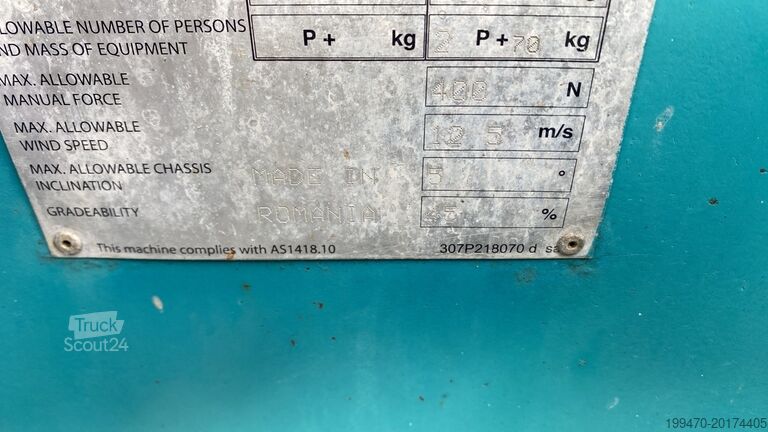 LLOWABLE NUMBER OF PERSONS
ND MASS OF EQUIPMENT
P + kg 2 P + 70 kg
MAX. ALLOWABLE
MANUAL FORCE
400 N
MAX. ALLOWABLE
WIND SPEED
12 5 m/s
MAX. ALLOWABLE CHASSIS
INCLINATION
MADE IN 5 °
GRADEABILITY ROMANIA %
This machine complies with AS1418.10 307P218070 d sa
Truck
Scout24
199470-20174405